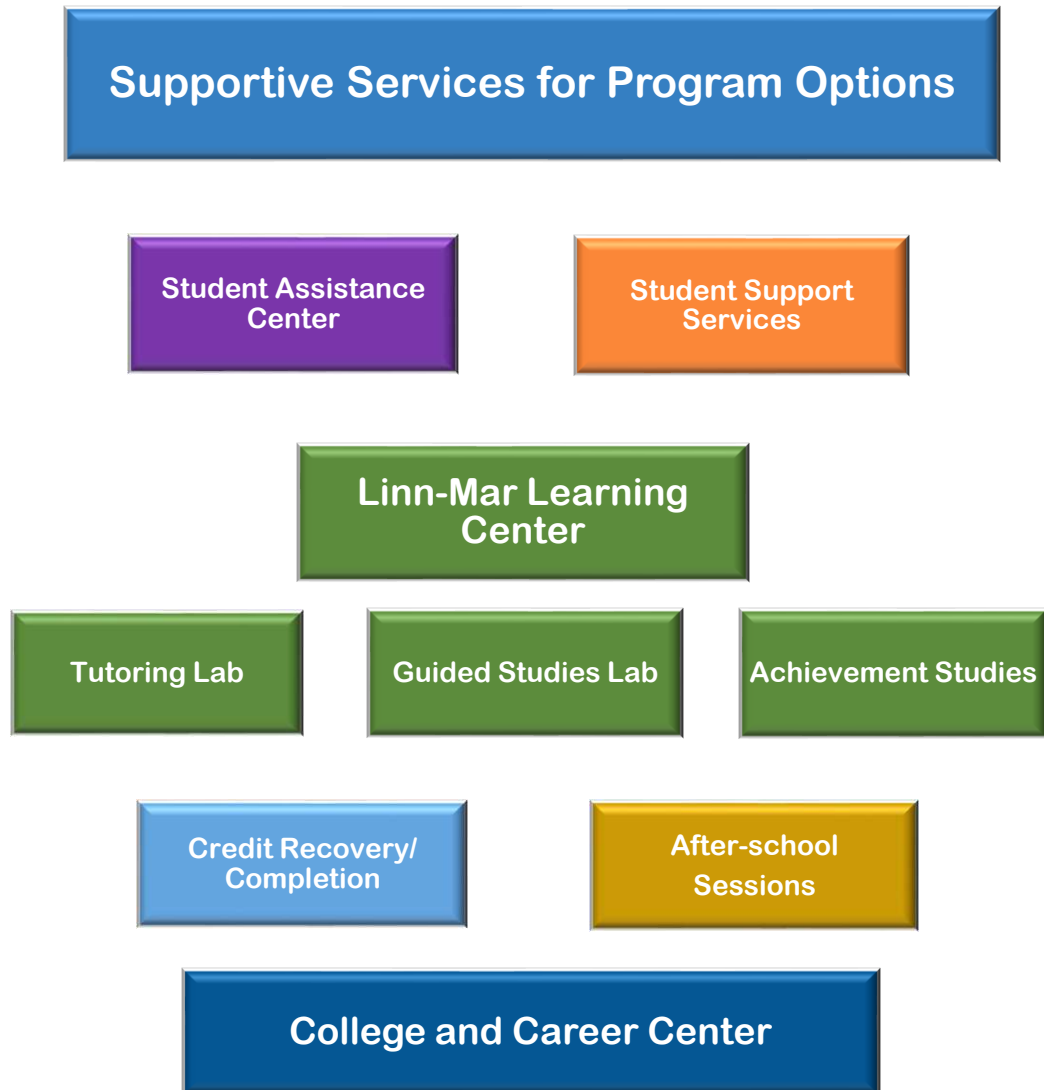 Supportive Services for Program Options
Student Assistance
Center
Student Support
Services
Linn-Mar Learning
Center
Tutoring Lab
Guided Studies Lab
Achievement Studies
Credit Recovery/
Completion
After-school
Sessions
College and Career Center